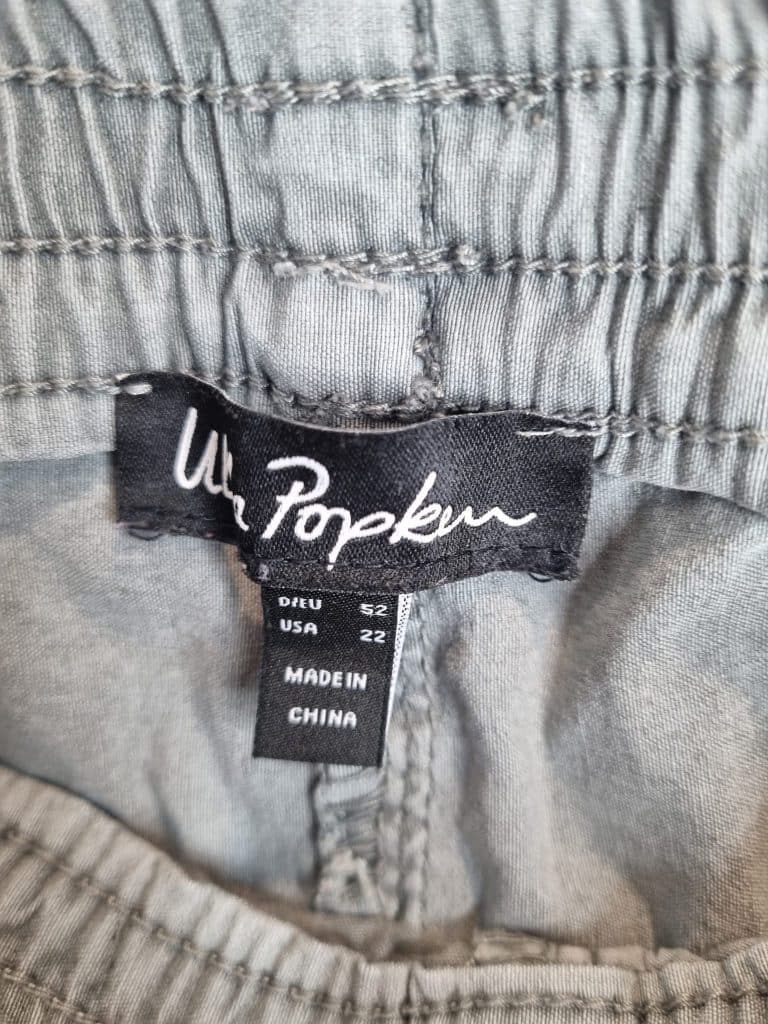 Ulla Popken
D/EU 52
USA 22
MADE IN
CHINA